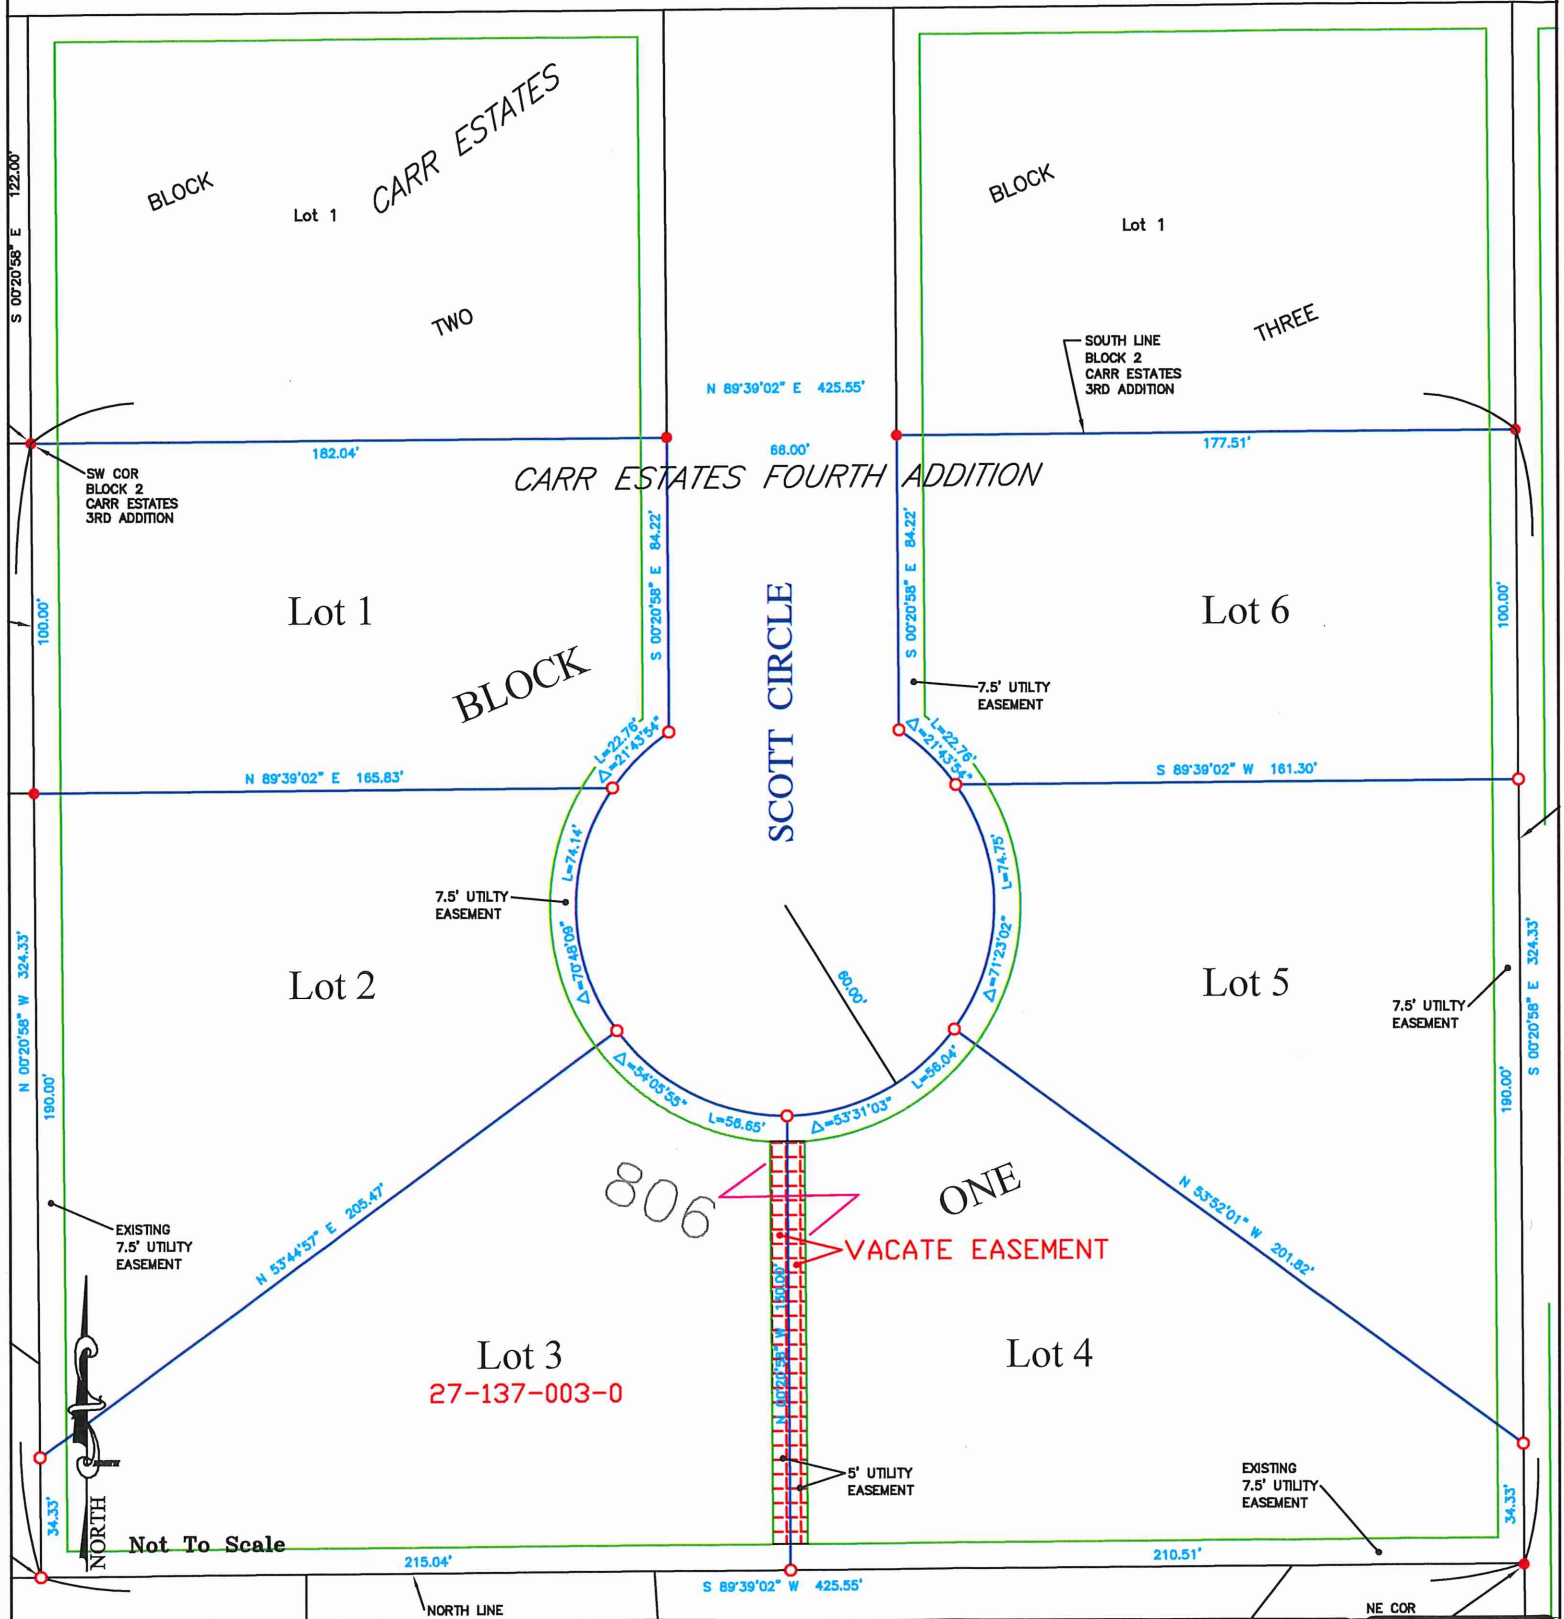 CARR ESTATES
BLOCK
Lot 1
TWO
S 00°20'58" E 122.00'
BLOCK
Lot 1
THREE
SOUTH LINE
BLOCK 2
CARR ESTATES
3RD ADDITION
N 89°39'02" E 425.55'
182.04'
66.00'
177.51'
CARR ESTATES FOURTH ADDITION
SW COR
BLOCK 2
CARR ESTATES
3RD ADDITION
S 00°20'58" E 84.22'
S 00°20'58" E 84.22'
100.00'
Lot 1
SCOTT CIRCLE
Lot 6
100.00'
BLOCK
7.5' UTILTY
EASEMENT
L=22.76'
Δ=21°43'54"
L=22.76'
Δ=21°43'54"
N 89°39'02" E 165.83'
S 89°39'02" W 161.30'
L=74.14'
L=74.75'
7.5' UTILTY
EASEMENT
Δ=70°48'09"
Δ=71°23'02"
60.00'
Lot 2
Lot 5
N 00°20'58" W 324.33'
190.00'
7.5' UTILTY
EASEMENT
S 00°20'58" E 324.33'
190.00'
Δ=54°05'55"
L=56.65'
Δ=53°31'03"
L=56.04'
806
ONE
N 53°44'57" E 205.47'
N 53°52'01" W 201.82'
EXISTING
7.5' UTILITY
EASEMENT
VACATE EASEMENT
N 00°20'58" W 130.00'
Lot 3
27-137-003-0
Lot 4
5' UTILITY
EASEMENT
EXISTING
7.5' UTILITY
EASEMENT
34.33'
34.33'
NORTH
Not To Scale
215.04'
210.51'
S 89°39'02" W 425.55'
NORTH LINE
NE COR